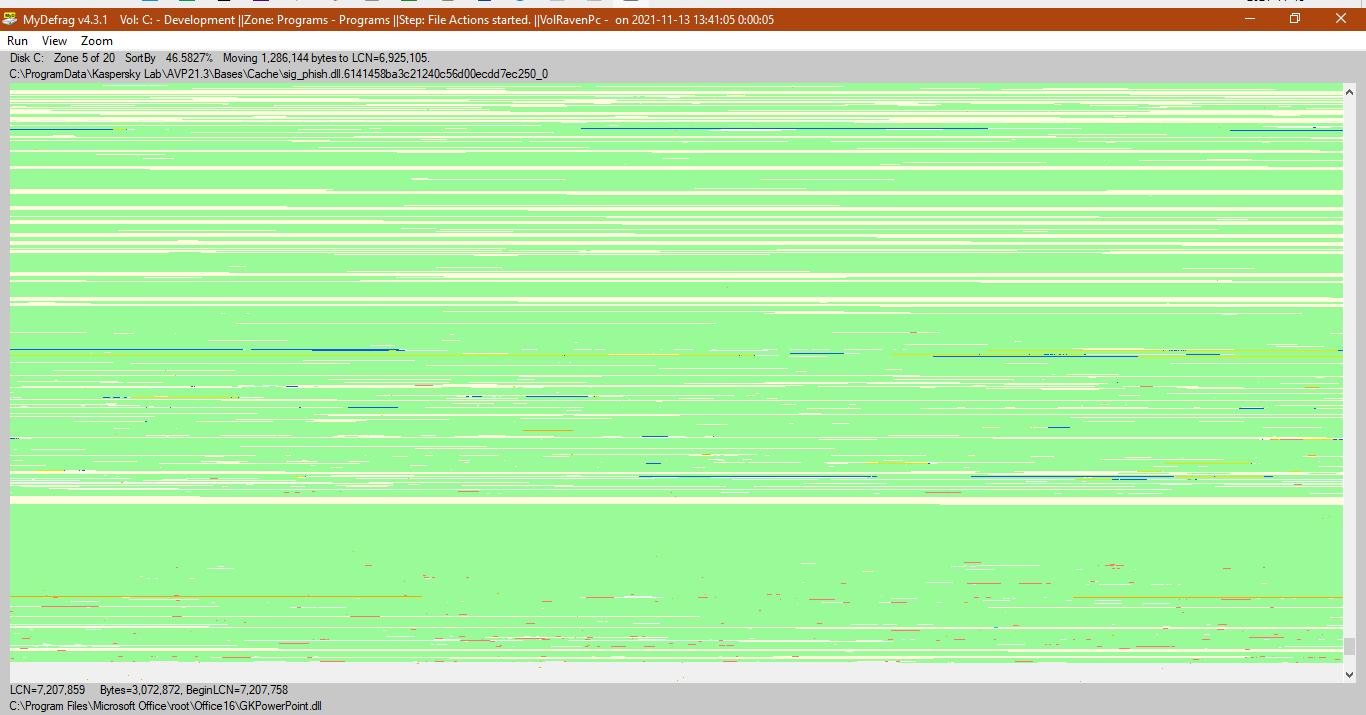 MyDefrag v4.3.1 Vol: C: - Development ||Zone: Programs - Programs ||Step: File Actions started. ||VolRavenPc - on 2021-11-13 13:41:05 0:00:05
Run View Zoom
Disk C: Zone 5 of 20 SortBy 46.5827% Moving 1,286,144 bytes to LCN=6,925,105.
C:\ProgramData\Kaspersky Lab\AVP21.3\Bases\Cache\sig_phish.dll.6141458ba3c21240c56d00ecdd7ec250_0
LCN=7,207,859 Bytes=3,072,872, BeginLCN=7,207,758
C:\Program Files\Microsoft Office\root\Office16\GKPowerPoint.dll